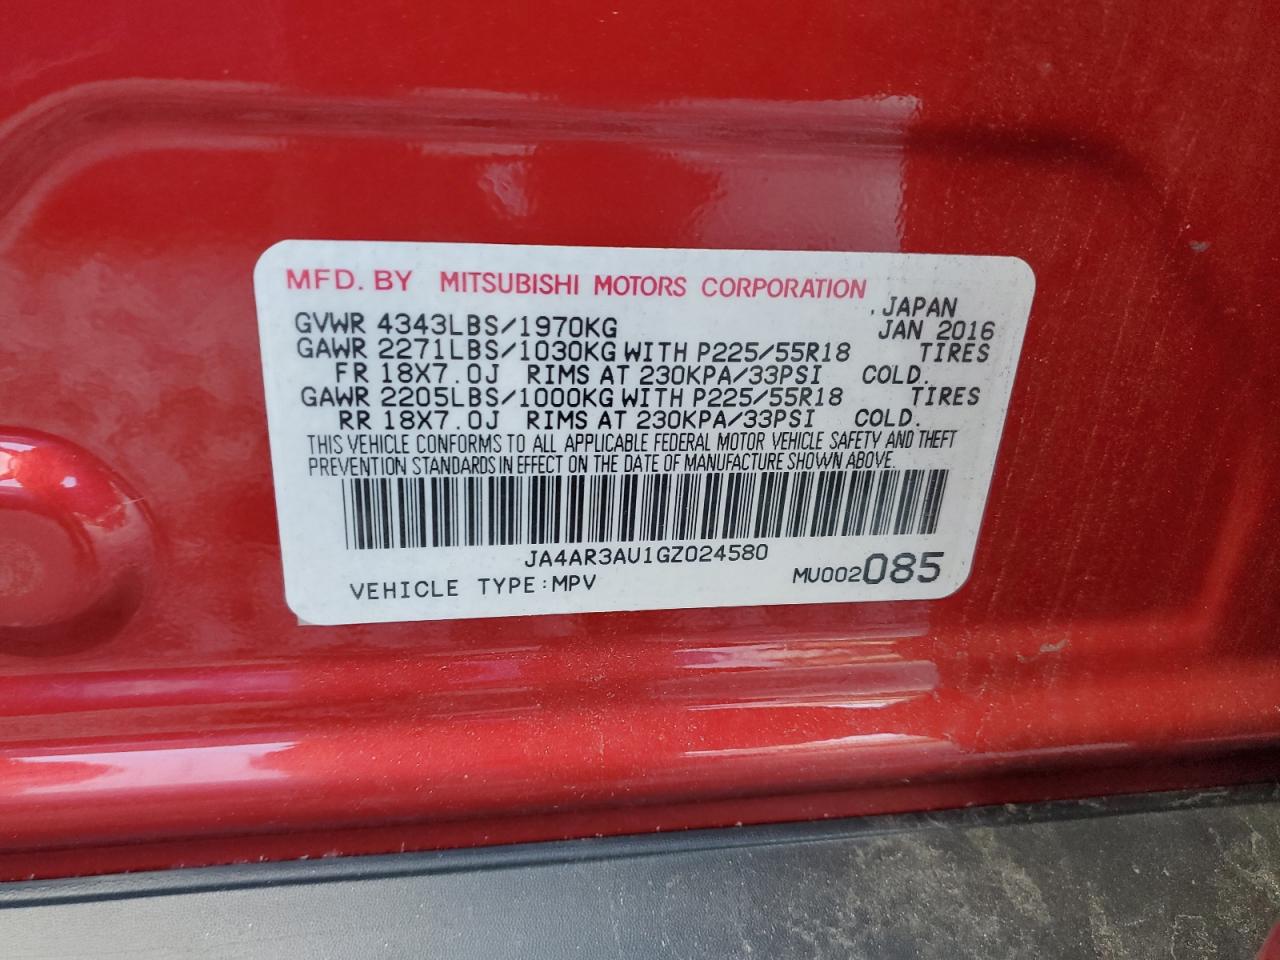 MFD. BY MITSUBISHI MOTORS CORPORATION
JAPAN
GVWR 4343LBS/1970KG JAN 2016
GAWR 2271LBS/1030KG WITH P225/55R18 TIRES
FR 18X7.0J RIMS AT 230KPA/33PSI COLD.
GAWR 2205LBS/1000KG WITH P225/55R18 TIRES
RR 18X7.0J RIMS AT 230KPA/33PSI COLD.
THIS VEHICLE CONFORMS TO ALL APPLICABLE FEDERAL MOTOR VEHICLE SAFETY AND THEFT
PREVENTION STANDARDS IN EFFECT ON THE DATE OF MANUFACTURE SHOWN ABOVE.
JA4AR3AU1GZ024580
VEHICLE TYPE:MPV MU002085